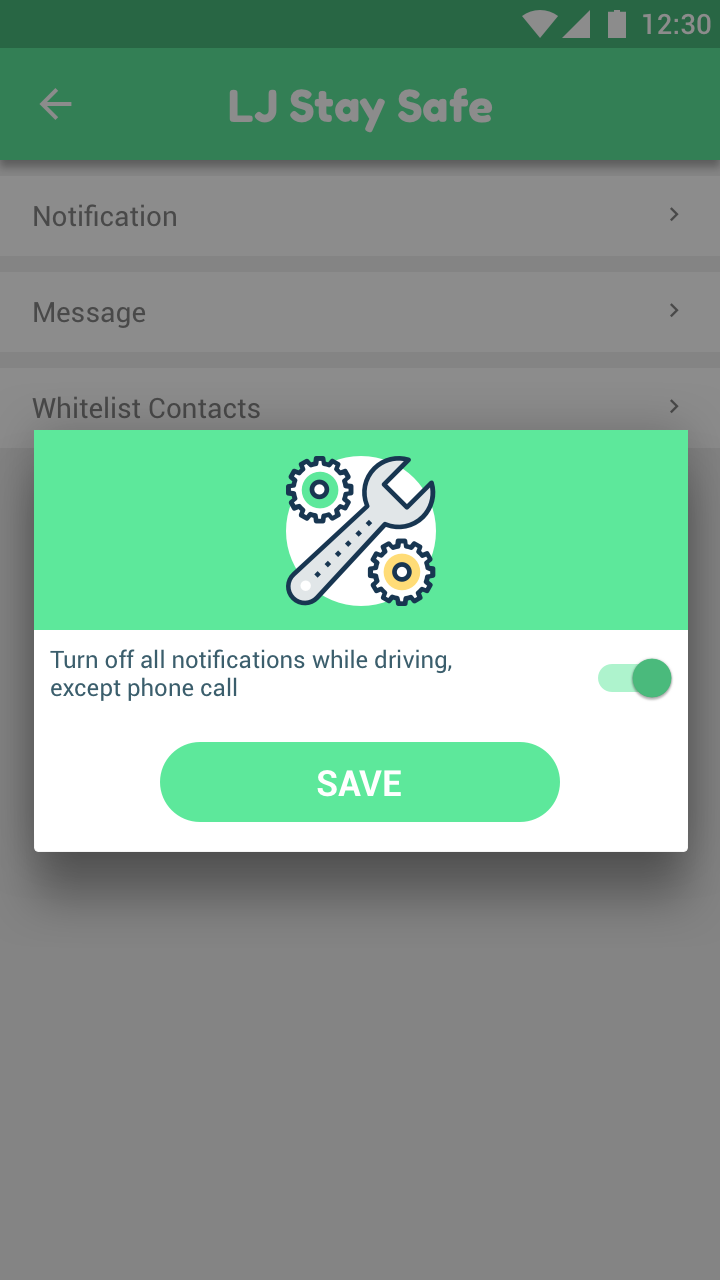 12:30
LJ Stay Safe
Notification
Message
Whitelist Contacts
Turn off all notifications while driving,
except phone call
SAVE